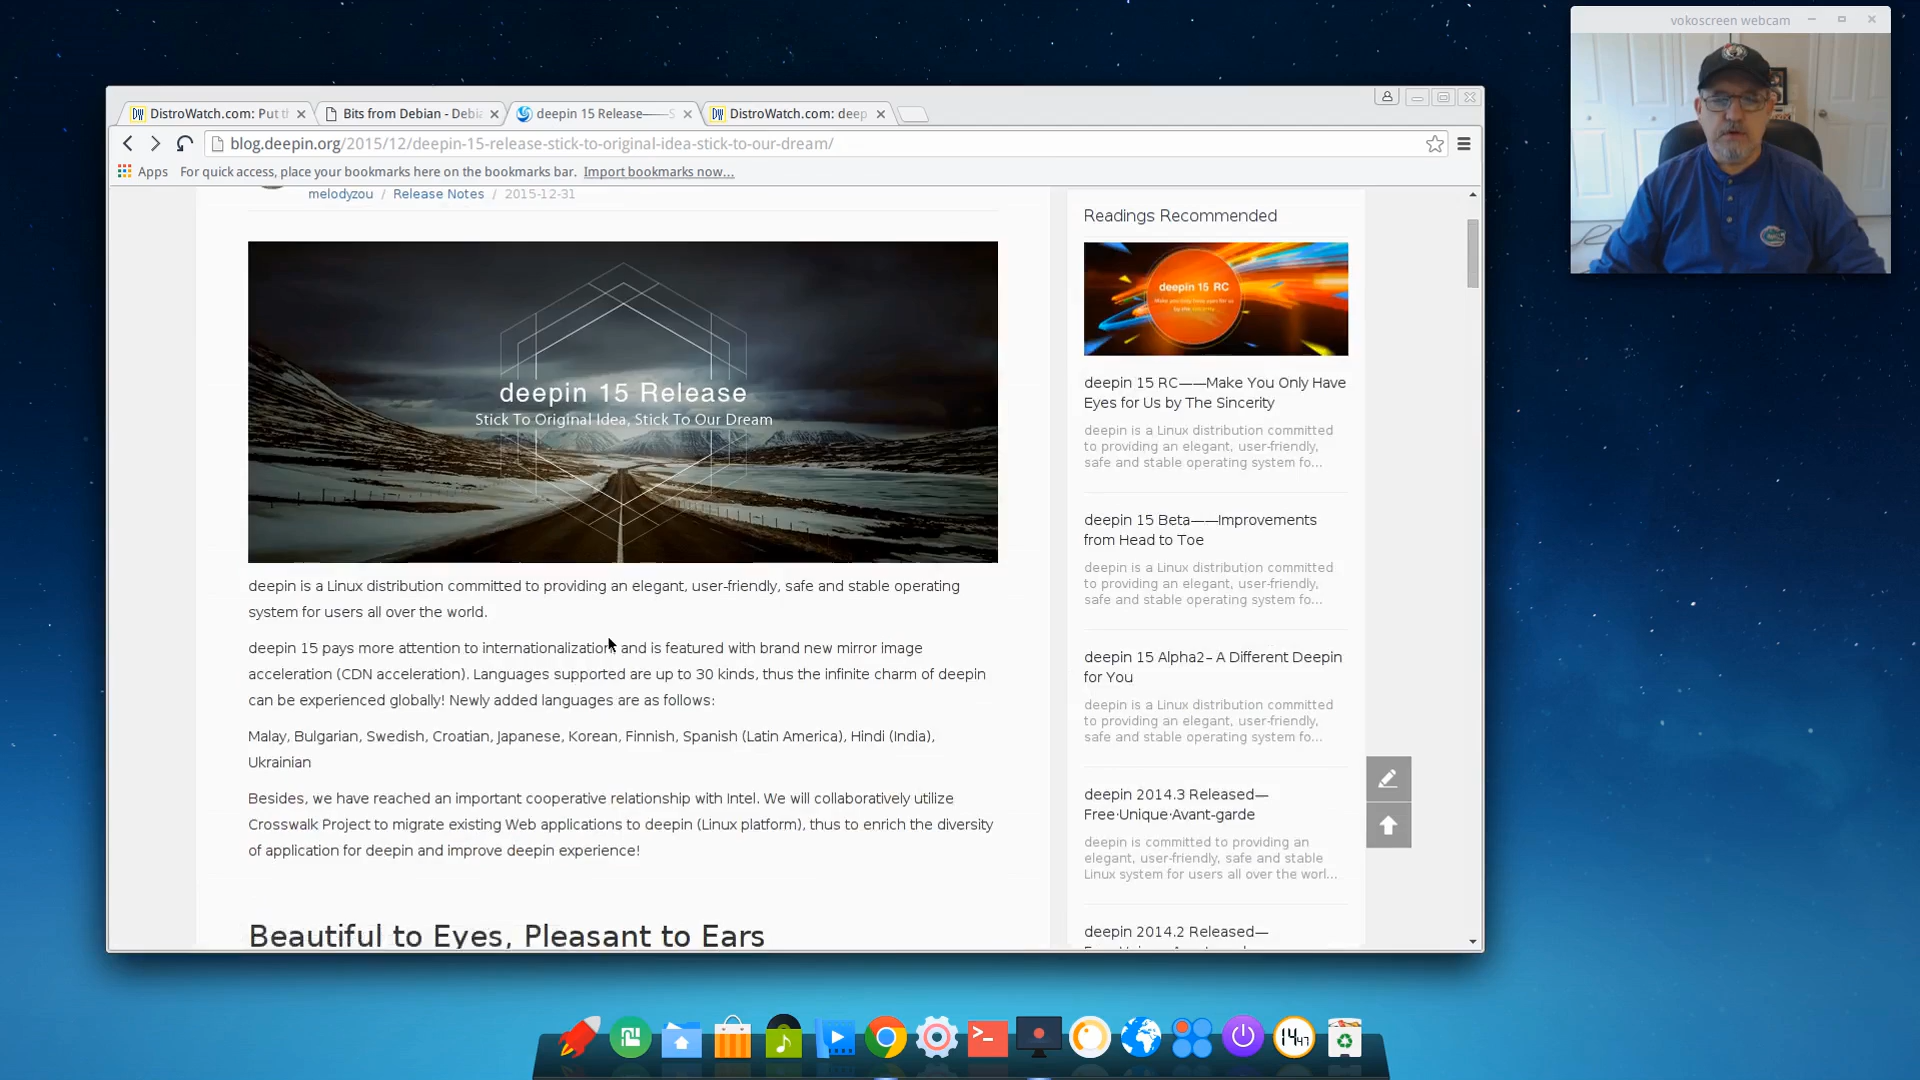 vokoscreen webcam
DistroWatch.com: Put t
Bits from Debian - Debia
deepin 15 Release——S
DistroWatch.com: deep
blog.deepin.org/2015/12/deepin-15-release-stick-to-original-idea-stick-to-our-dream/
Apps For quick access, place your bookmarks here on the bookmarks bar. Import bookmarks now...
melodyzou / Release Notes / 2015-12-31
deepin 15 Release
Stick To Original Idea, Stick To Our Dream
deepin is a Linux distribution committed to providing an elegant, user-friendly, safe and stable operating
system for users all over the world.
deepin 15 pays more attention to internationalization and is featured with brand new mirror image
acceleration (CDN acceleration). Languages supported are up to 30 kinds, thus the infinite charm of deepin
can be experienced globally! Newly added languages are as follows:
Malay, Bulgarian, Swedish, Croatian, Japanese, Korean, Finnish, Spanish (Latin America), Hindi (India),
Ukrainian
Besides, we have reached an important cooperative relationship with Intel. We will collaboratively utilize
Crosswalk Project to migrate existing Web applications to deepin (Linux platform), thus to enrich the diversity
of application for deepin and improve deepin experience!
Beautiful to Eyes, Pleasant to Ears
Readings Recommended
deepin 15 RC
deepin 15 RC——Make You Only Have
Eyes for Us by The Sincerity
deepin is a Linux distribution committed
to providing an elegant, user-friendly,
safe and stable operating system fo...
deepin 15 Beta——Improvements
from Head to Toe
deepin is a Linux distribution committed
to providing an elegant, user-friendly,
safe and stable operating system fo...
deepin 15 Alpha2– A Different Deepin
for You
deepin is a Linux distribution committed
to providing an elegant, user-friendly,
safe and stable operating system fo...
deepin 2014.3 Released—
Free·Unique·Avant-garde
deepin is committed to providing an
elegant, user-friendly, safe and stable
Linux system for users all over the worl...
deepin 2014.2 Released—
14 47